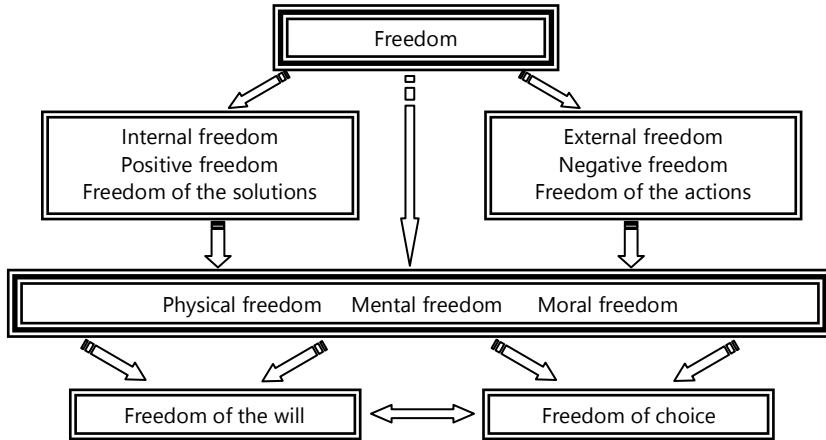 Freedom
Internal freedom
Positive freedom
Freedom of the solutions
External freedom
Negative freedom
Freedom of the actions
Physical freedom Mental freedom Moral freedom
Freedom of the will
Freedom of choice